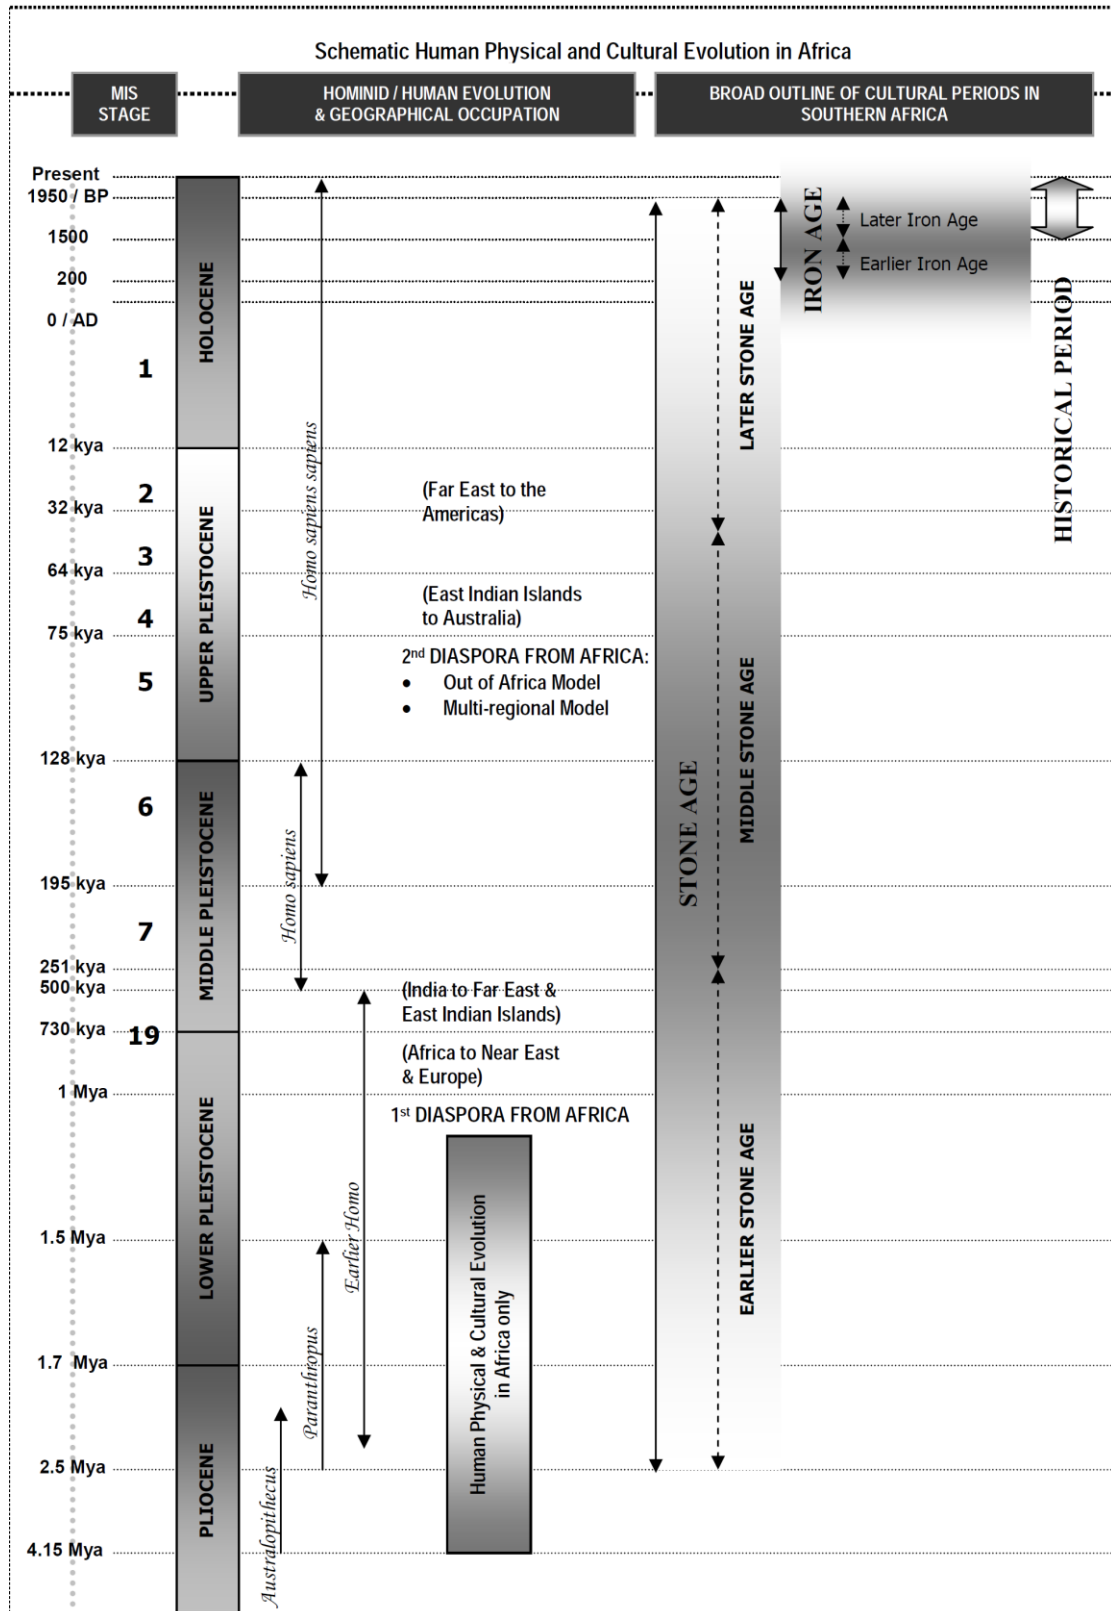 Schematic Human Physical and Cultural Evolution in Africa
MIS
STAGE
HOMINID / HUMAN EVOLUTION
& GEOGRAPHICAL OCCUPATION
BROAD OUTLINE OF CULTURAL PERIODS IN
SOUTHERN AFRICA
Present
1950 / BP
1500
200
0 / AD
12 kya
32 kya
64 kya
75 kya
128 kya
195 kya
251 kya
500 kya
730 kya
1 Mya
1.5 Mya
1.7 Mya
2.5 Mya
4.15 Mya
1
2
3
4
5
6
7
19
HOLOCENE
UPPER PLEISTOCENE
MIDDLE PLEISTOCENE
LOWER PLEISTOCENE
PLIOCENE
Homo sapiens sapiens
Homo sapiens
Earlier Homo
Paranthropus
Australopithecus
(Far East to the
Americas)
(East Indian Islands
to Australia)
2nd DIASPORA FROM AFRICA:
• Out of Africa Model
• Multi-regional Model
(India to Far East &
East Indian Islands)
(Africa to Near East
& Europe)
1st DIASPORA FROM AFRICA
Human Physical & Cultural Evolution
in Africa only
STONE AGE
LATER STONE AGE
MIDDLE STONE AGE
EARLIER STONE AGE
IRON AGE
Later Iron Age
Earlier Iron Age
HISTORICAL PERIOD